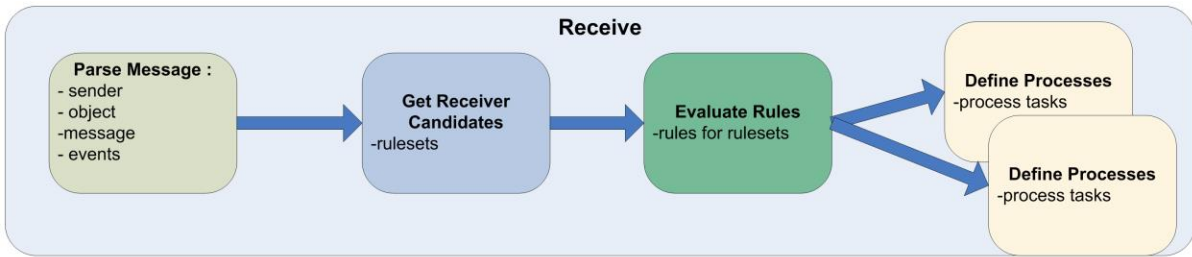 Receive
Parse Message :
- sender
- object
-message
- events
Get Receiver
Candidates
-rulesets
Evaluate Rules
-rules for rulesets
Define Processes
-process tasks
Define Processes
-process tasks